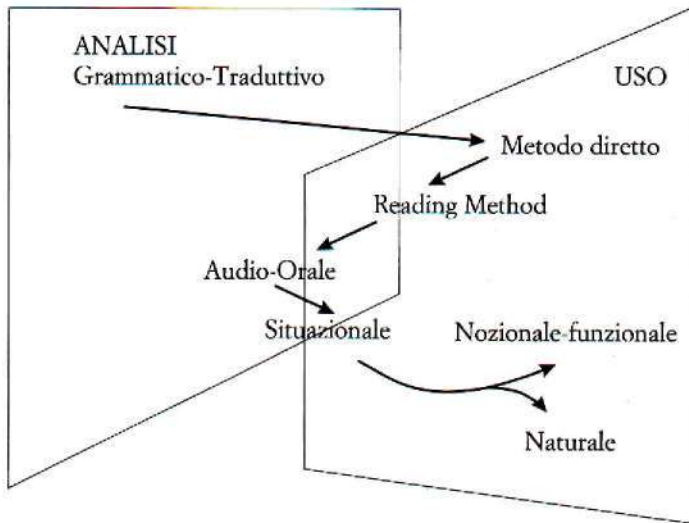 ANALISI
Grammatico-Traduttivo
USO
Metodo diretto
Reading Method
Audio-Orale
Situazionale
Nozionale-funzionale
Naturale